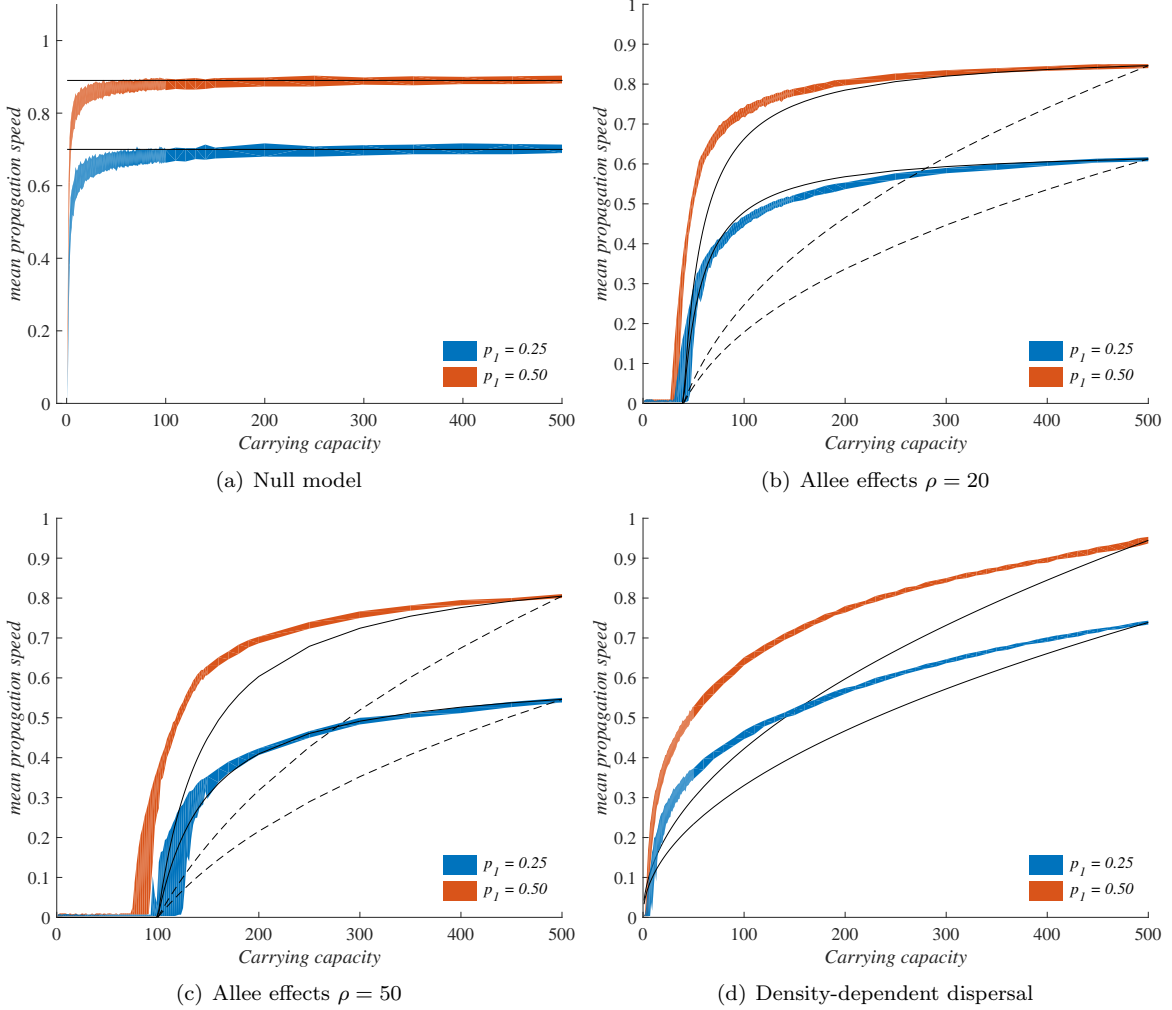 1
0.8
0.6
0.4
0.2
0
mean propagation speed
0 100 200 300 400 500
Carrying capacity
p1 = 0.25
p1 = 0.50
(a) Null model
1
0.9
0.8
0.7
0.6
0.5
0.4
0.3
0.2
0.1
0
mean propagation speed
0 100 200 300 400 500
Carrying capacity
p1 = 0.25
p1 = 0.50
(b) Allee effects ρ = 20
1
0.9
0.8
0.7
0.6
0.5
0.4
0.3
0.2
0.1
0
mean propagation speed
0 100 200 300 400 500
Carrying capacity
p1 = 0.25
p1 = 0.50
(c) Allee effects ρ = 50
1
0.9
0.8
0.7
0.6
0.5
0.4
0.3
0.2
0.1
0
mean propagation speed
0 100 200 300 400 500
Carrying capacity
p1 = 0.25
p1 = 0.50
(d) Density-dependent dispersal